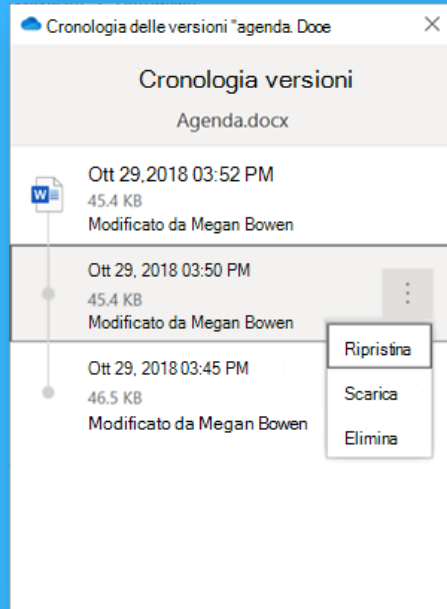 Cronologia delle versioni "agenda. Dooe
Cronologia versioni
Agenda.docx
Ott 29,2018 03:52 PM
45.4 KB
Modificato da Megan Bowen
Ott 29, 2018 03:50 PM
45.4 KB
Modificato da Megan Bowen
Ripristina
Ott 29, 2018 03:45 PM
Scarica
46.5 KB
Modificato da Megan Bowen
Elimina